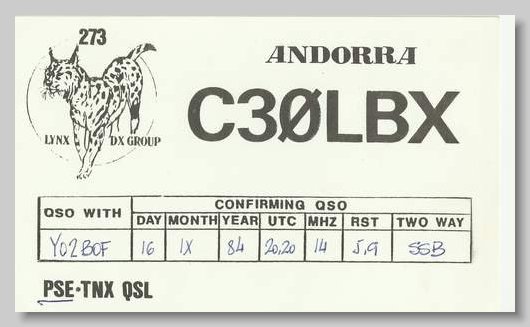 273
ANDORRA
C3ØLBX
LYNX DX GROUP
CONFIRMING QSO
QSO WITH DAY MONTH YEAR UTC MHZ RST TWO WAY
YO2BOF 16 IX 84 20,20 14 5,9 SSB
PSE·TNX QSL